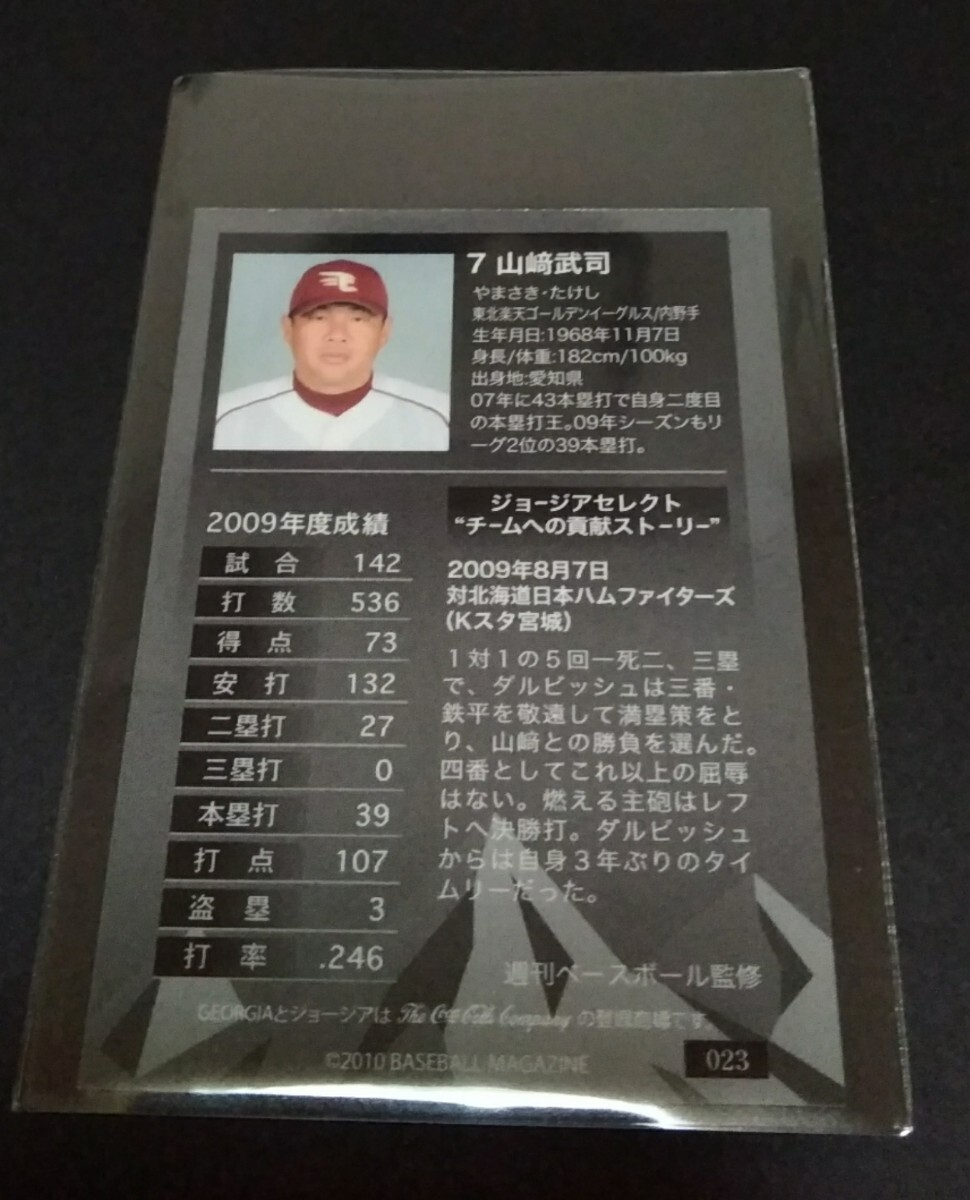 7 山﨑武司
やまさき・たけし
東北楽天ゴールデンイーグルス/内野手
生年月日:1968年11月7日
身長/体重:182cm/100kg
出身地:愛知県
07年に43本塁打で自身二度目
の本塁打王。09年シーズンもリ
ーグ2位の39本塁打。
2009年度成績
試合 142
打数 536
得点 73
安打 132
二塁打 27
三塁打 0
本塁打 39
打点 107
盗塁 3
打率 .246
ジョージアセレクト
“チームへの貢献ストーリー”
2009年8月7日
対北海道日本ハムファイターズ
(Kスタ宮城)
1対1の5回一死二、三塁
で、ダルビッシュは三番・
鉄平を敬遠して満塁策をと
り、山﨑との勝負を選んだ。
四番としてこれ以上の屈辱
はない。燃える主砲はレフ
トへ決勝打。ダルビッシュ
からは自身3年ぶりのタイ
ムリーだった。
週刊ベースボール監修
GEORGIAとジョージアは The Coca-Cola Company の登録商標です。
©2010 BASEBALL MAGAZINE
023